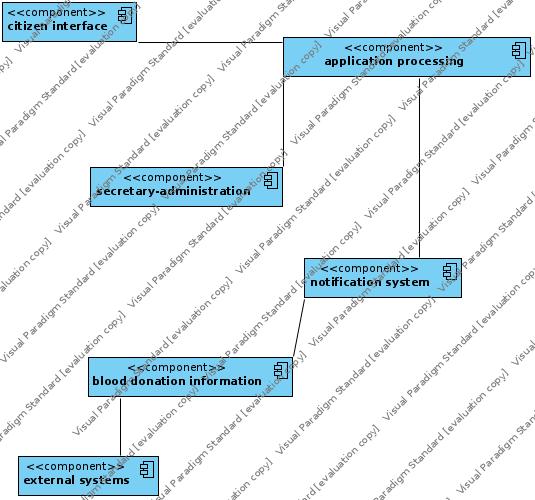 <<component>>
citizen interface
<<component>>
application processing
<<component>>
secretary-administration
<<component>>
notification system
<<component>>
blood donation information
<<component>>
external systems
Visual Paradigm Standard [evaluation copy]